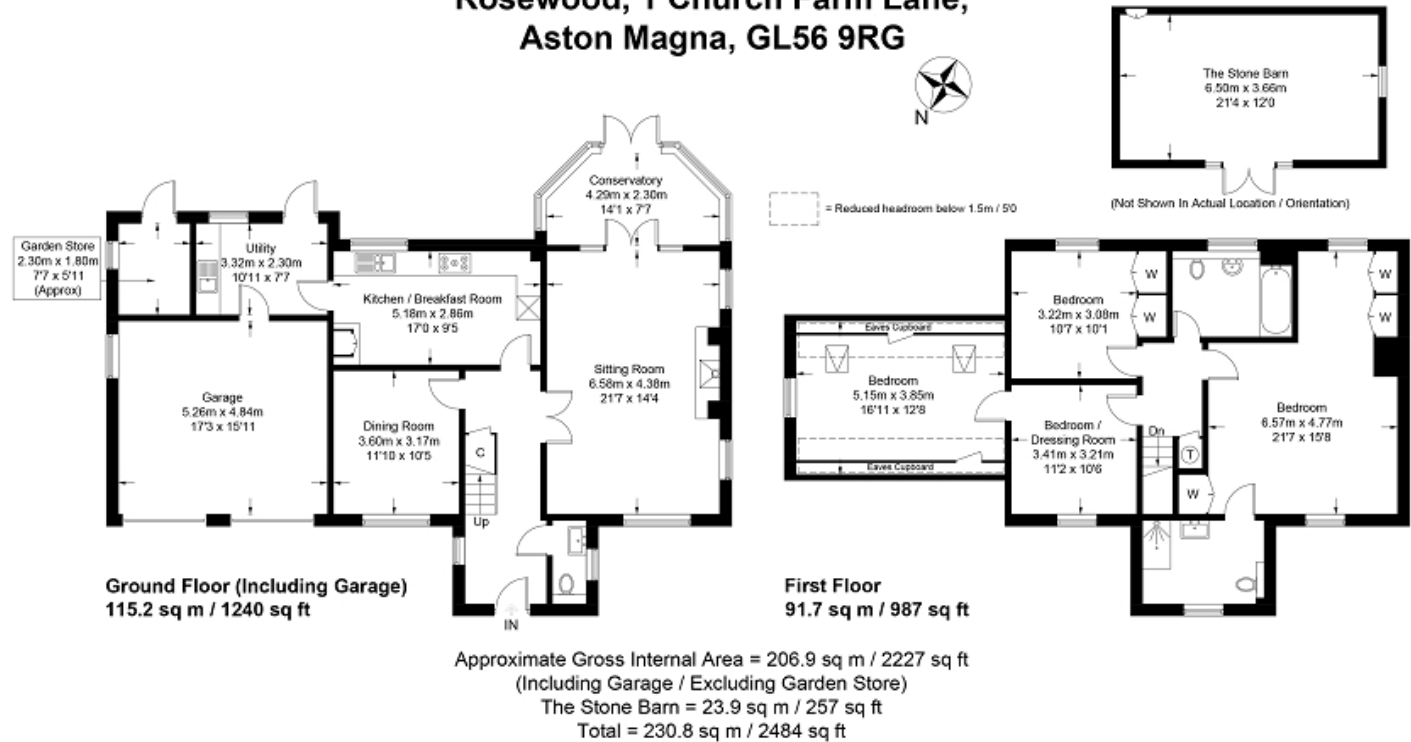 Rosewood, 1 Church Farm Lane,
Aston Magna, GL56 9RG
N
The Stone Barn
6.50m x 3.66m
21'4 x 12'0
(Not Shown In Actual Location / Orientation)
= Reduced headroom below 1.5m / 5'0
Conservatory
4.29m x 2.30m
14'1 x 7'7
Garden Store
2.30m x 1.80m
7'7 x 5'11
(Approx)
Utility
3.32m x 2.30m
10'11 x 7'7
Kitchen / Breakfast Room
5.18m x 2.86m
17'0 x 9'5
Sitting Room
6.58m x 4.38m
21'7 x 14'4
Garage
5.26m x 4.84m
17'3 x 15'11
Dining Room
3.60m x 3.17m
11'10 x 10'5
C
Up
IN
Ground Floor (Including Garage)
115.2 sq m / 1240 sq ft
Bedroom
3.22m x 3.08m
10'7 x 10'1
W
W
W
W
Eaves Cupboard
Bedroom
5.15m x 3.85m
16'11 x 12'8
Eaves Cupboard
Bedroom /
Dressing Room
3.41m x 3.21m
11'2 x 10'6
Dn
T
W
Bedroom
6.57m x 4.77m
21'7 x 15'8
First Floor
91.7 sq m / 987 sq ft
Approximate Gross Internal Area = 206.9 sq m / 2227 sq ft
(Including Garage / Excluding Garden Store)
The Stone Barn = 23.9 sq m / 257 sq ft
Total = 230.8 sq m / 2484 sq ft